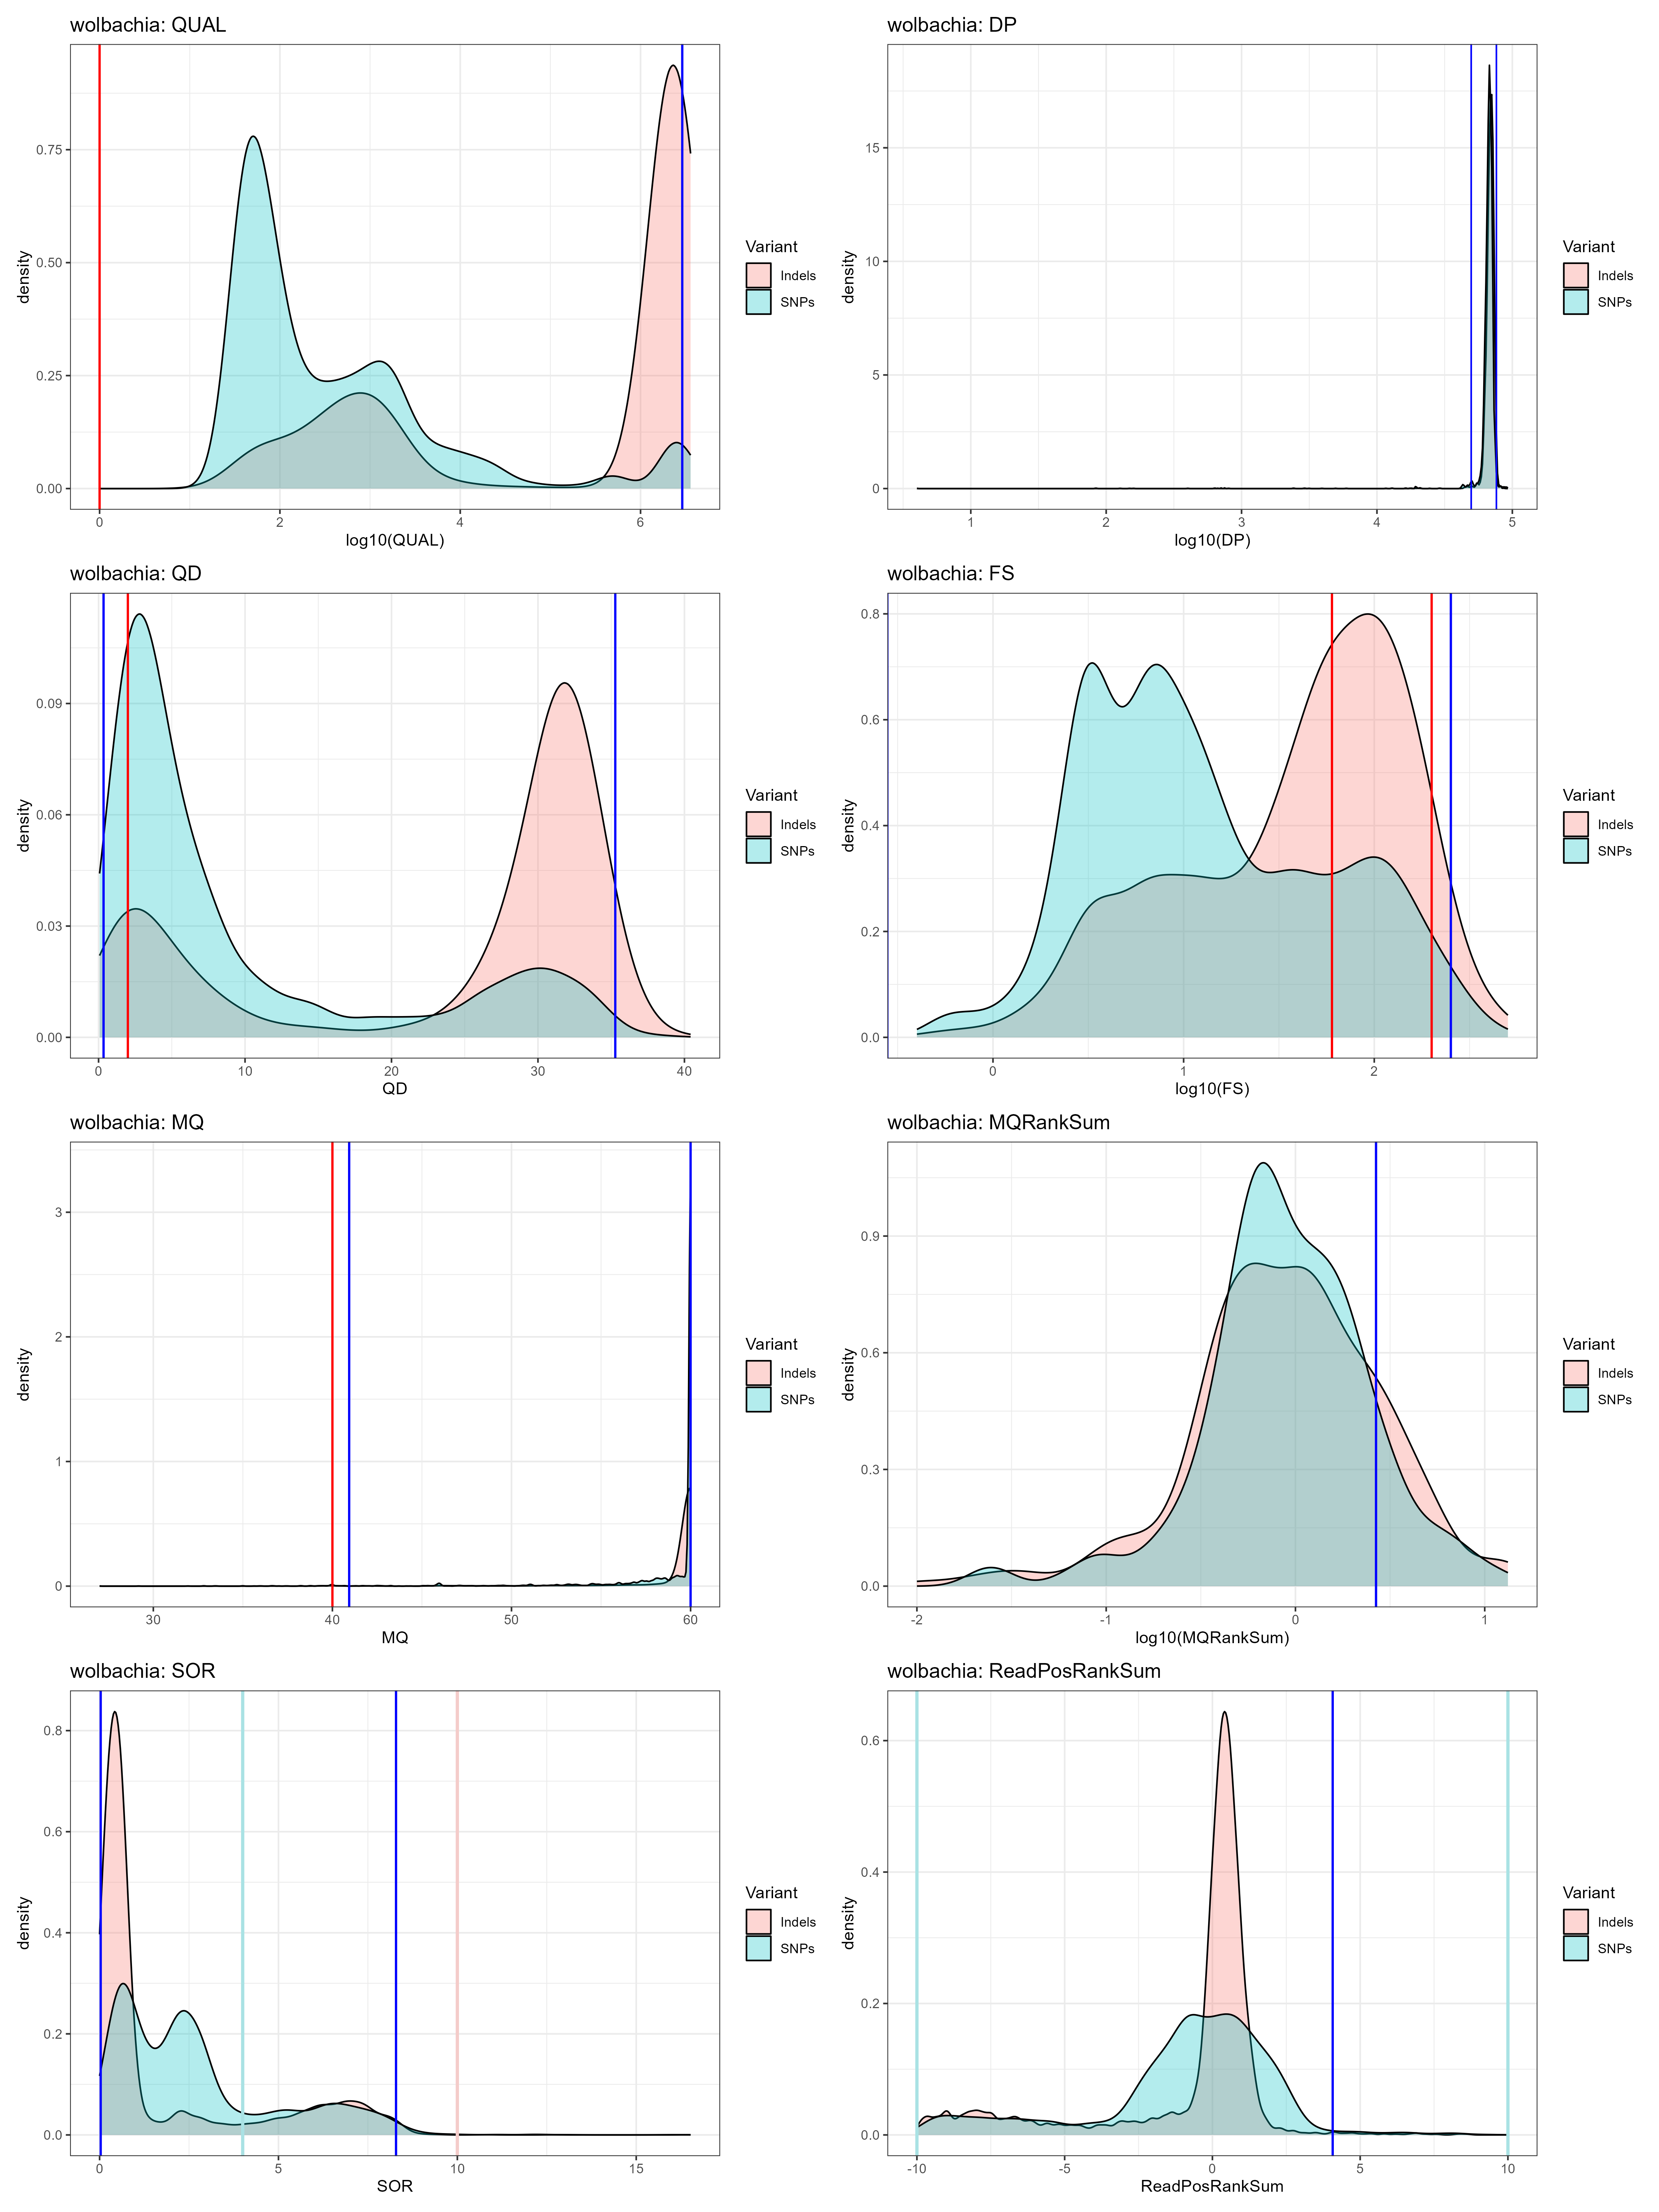 wolbachia: QUAL
density
0.75
0.50
0.25
0.00
0 2 4 6
log10(QUAL)
Variant
Indels
SNPs
wolbachia: DP
density
15
10
5
0
1 2 3 4 5
log10(DP)
Variant
Indels
SNPs
wolbachia: QD
density
0.09
0.06
0.03
0.00
0 10 20 30 40
QD
Variant
Indels
SNPs
wolbachia: FS
density
0.8
0.6
0.4
0.2
0.0
0 1 2
log10(FS)
Variant
Indels
SNPs
wolbachia: MQ
density
3
2
1
0
30 40 50 60
MQ
Variant
Indels
SNPs
wolbachia: MQRankSum
density
0.9
0.6
0.3
0.0
-2 -1 0 1
log10(MQRankSum)
Variant
Indels
SNPs
wolbachia: SOR
density
0.8
0.6
0.4
0.2
0.0
0 5 10 15
SOR
Variant
Indels
SNPs
wolbachia: ReadPosRankSum
density
0.6
0.4
0.2
0.0
-10 -5 0 5 10
ReadPosRankSum
Variant
Indels
SNPs